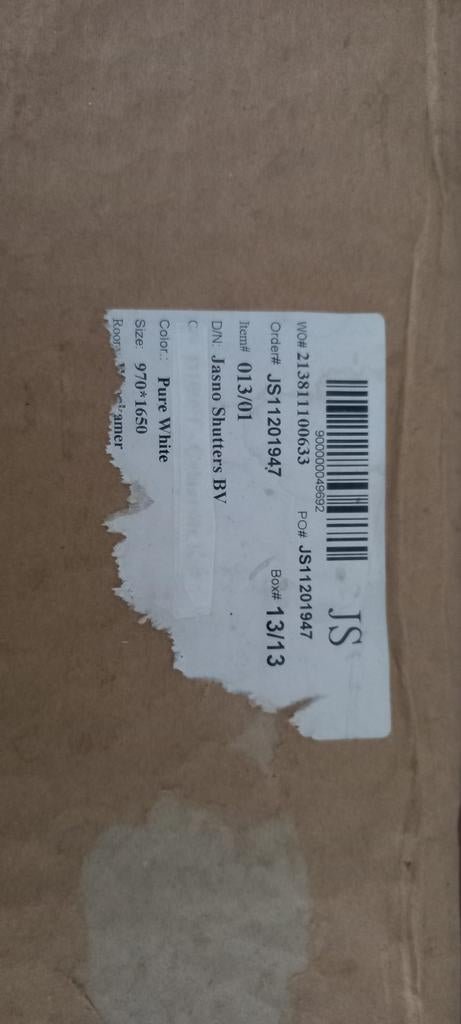 JS
900000049692
WO# 213811100633 PO# JS11201947
Order# JS11201947 Box# 13/13
Item# 013/01
D/N: Jasno Shutters BV
C
Color.: Pure White
Size: 970*1650